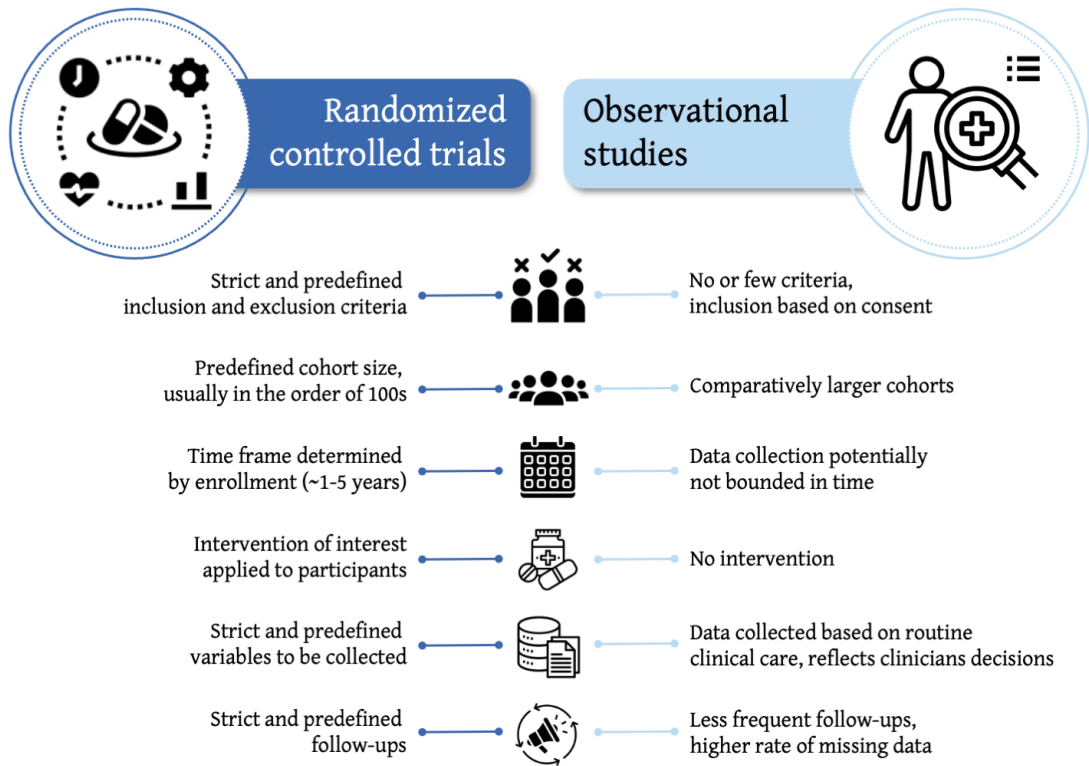 Randomized
controlled trials
Observational
studies
Strict and predefined
inclusion and exclusion criteria
No or few criteria,
inclusion based on consent
Predefined cohort size,
usually in the order of 100s
Comparatively larger cohorts
Time frame determined
by enrollment (~1-5 years)
Data collection potentially
not bounded in time
Intervention of interest
applied to participants
No intervention
Strict and predefined
variables to be collected
Data collected based on routine
clinical care, reflects clinicians decisions
Strict and predefined
follow-ups
Less frequent follow-ups,
higher rate of missing data